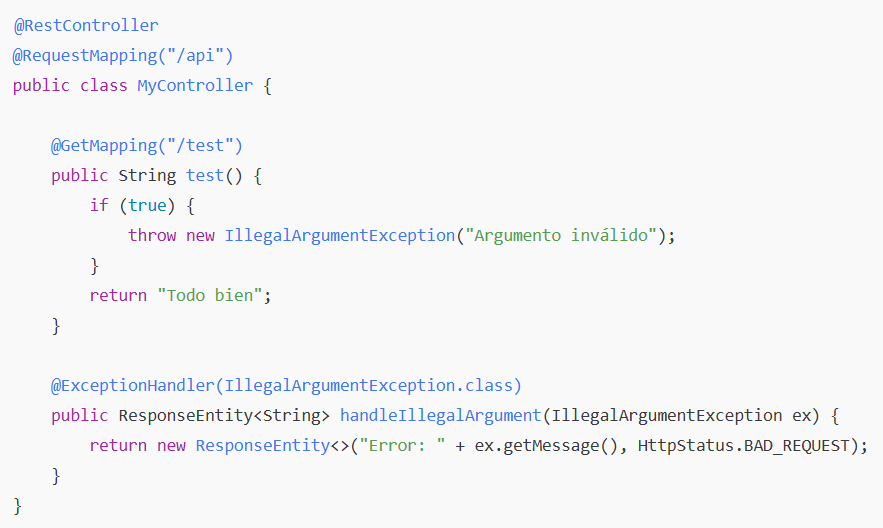 @RestController
@RequestMapping("/api")
public class MyController {
@GetMapping("/test")
public String test() {
if (true) {
throw new IllegalArgumentException("Argumento inválido");
}
return "Todo bien";
}
@ExceptionHandler(IllegalArgumentException.class)
public ResponseEntity<String> handleIllegalArgument(IllegalArgumentException ex) {
return new ResponseEntity<>("Error: " + ex.getMessage(), HttpStatus.BAD_REQUEST);
}
}